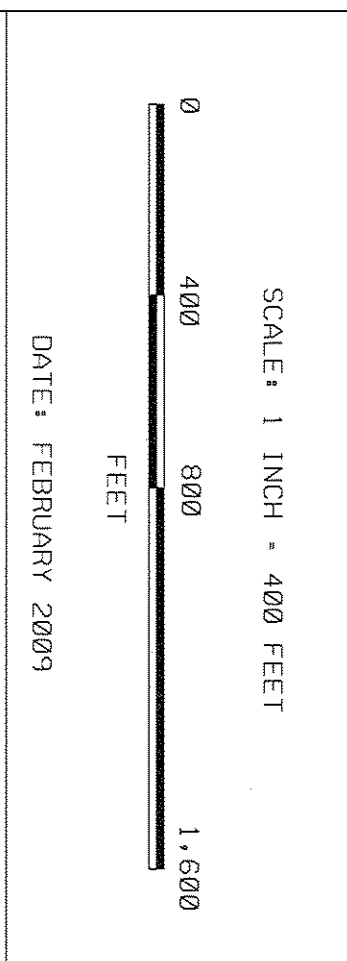 SCALE: 1 INCH = 400 FEET
0 400 800 1,600
FEET
DATE: FEBRUARY 2009